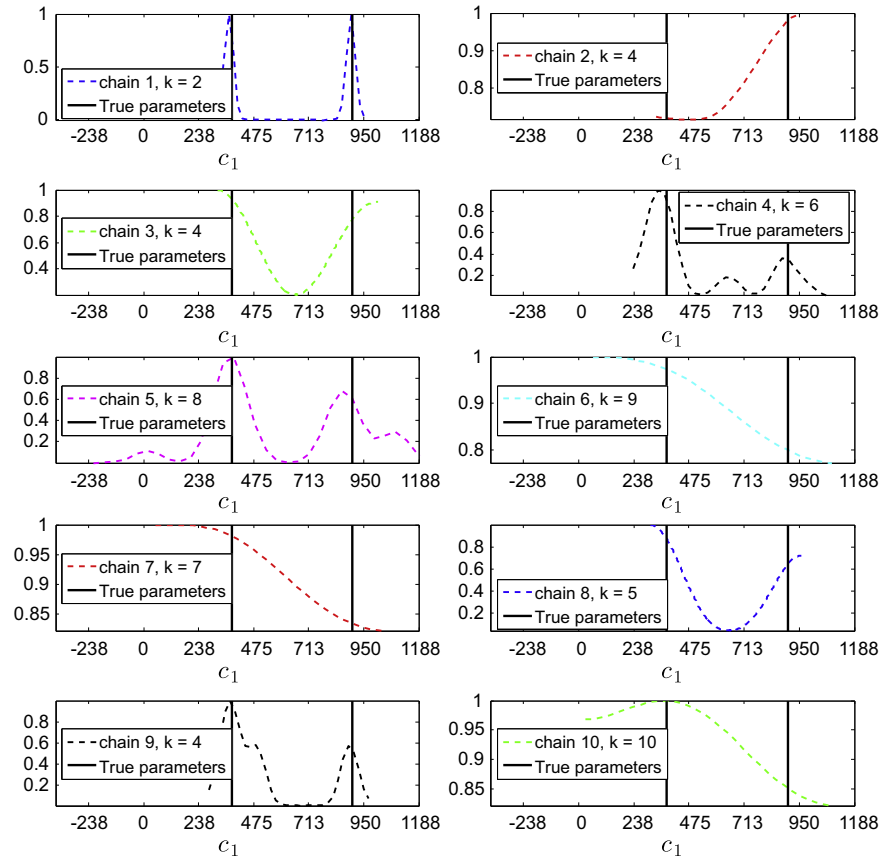 1
0.5
0
chain 1, k = 2
True parameters
-238 0 238 475 713 950 1188
c1
1
0.9
0.8
chain 2, k = 4
True parameters
-238 0 238 475 713 950 1188
c1
1
0.8
0.6
0.4
chain 3, k = 4
True parameters
-238 0 238 475 713 950 1188
c1
0.8
0.6
0.4
0.2
chain 4, k = 6
True parameters
-238 0 238 475 713 950 1188
c1
0.8
0.6
0.4
0.2
chain 5, k = 8
True parameters
-238 0 238 475 713 950 1188
c1
1
0.9
0.8
chain 6, k = 9
True parameters
-238 0 238 475 713 950 1188
c1
1
0.95
0.9
0.85
chain 7, k = 7
True parameters
-238 0 238 475 713 950 1188
c1
0.8
0.6
0.4
0.2
chain 8, k = 5
True parameters
-238 0 238 475 713 950 1188
c1
0.8
0.6
0.4
0.2
chain 9, k = 4
True parameters
-238 0 238 475 713 950 1188
c1
1
0.95
0.9
0.85
chain 10, k = 10
True parameters
-238 0 238 475 713 950 1188
c1